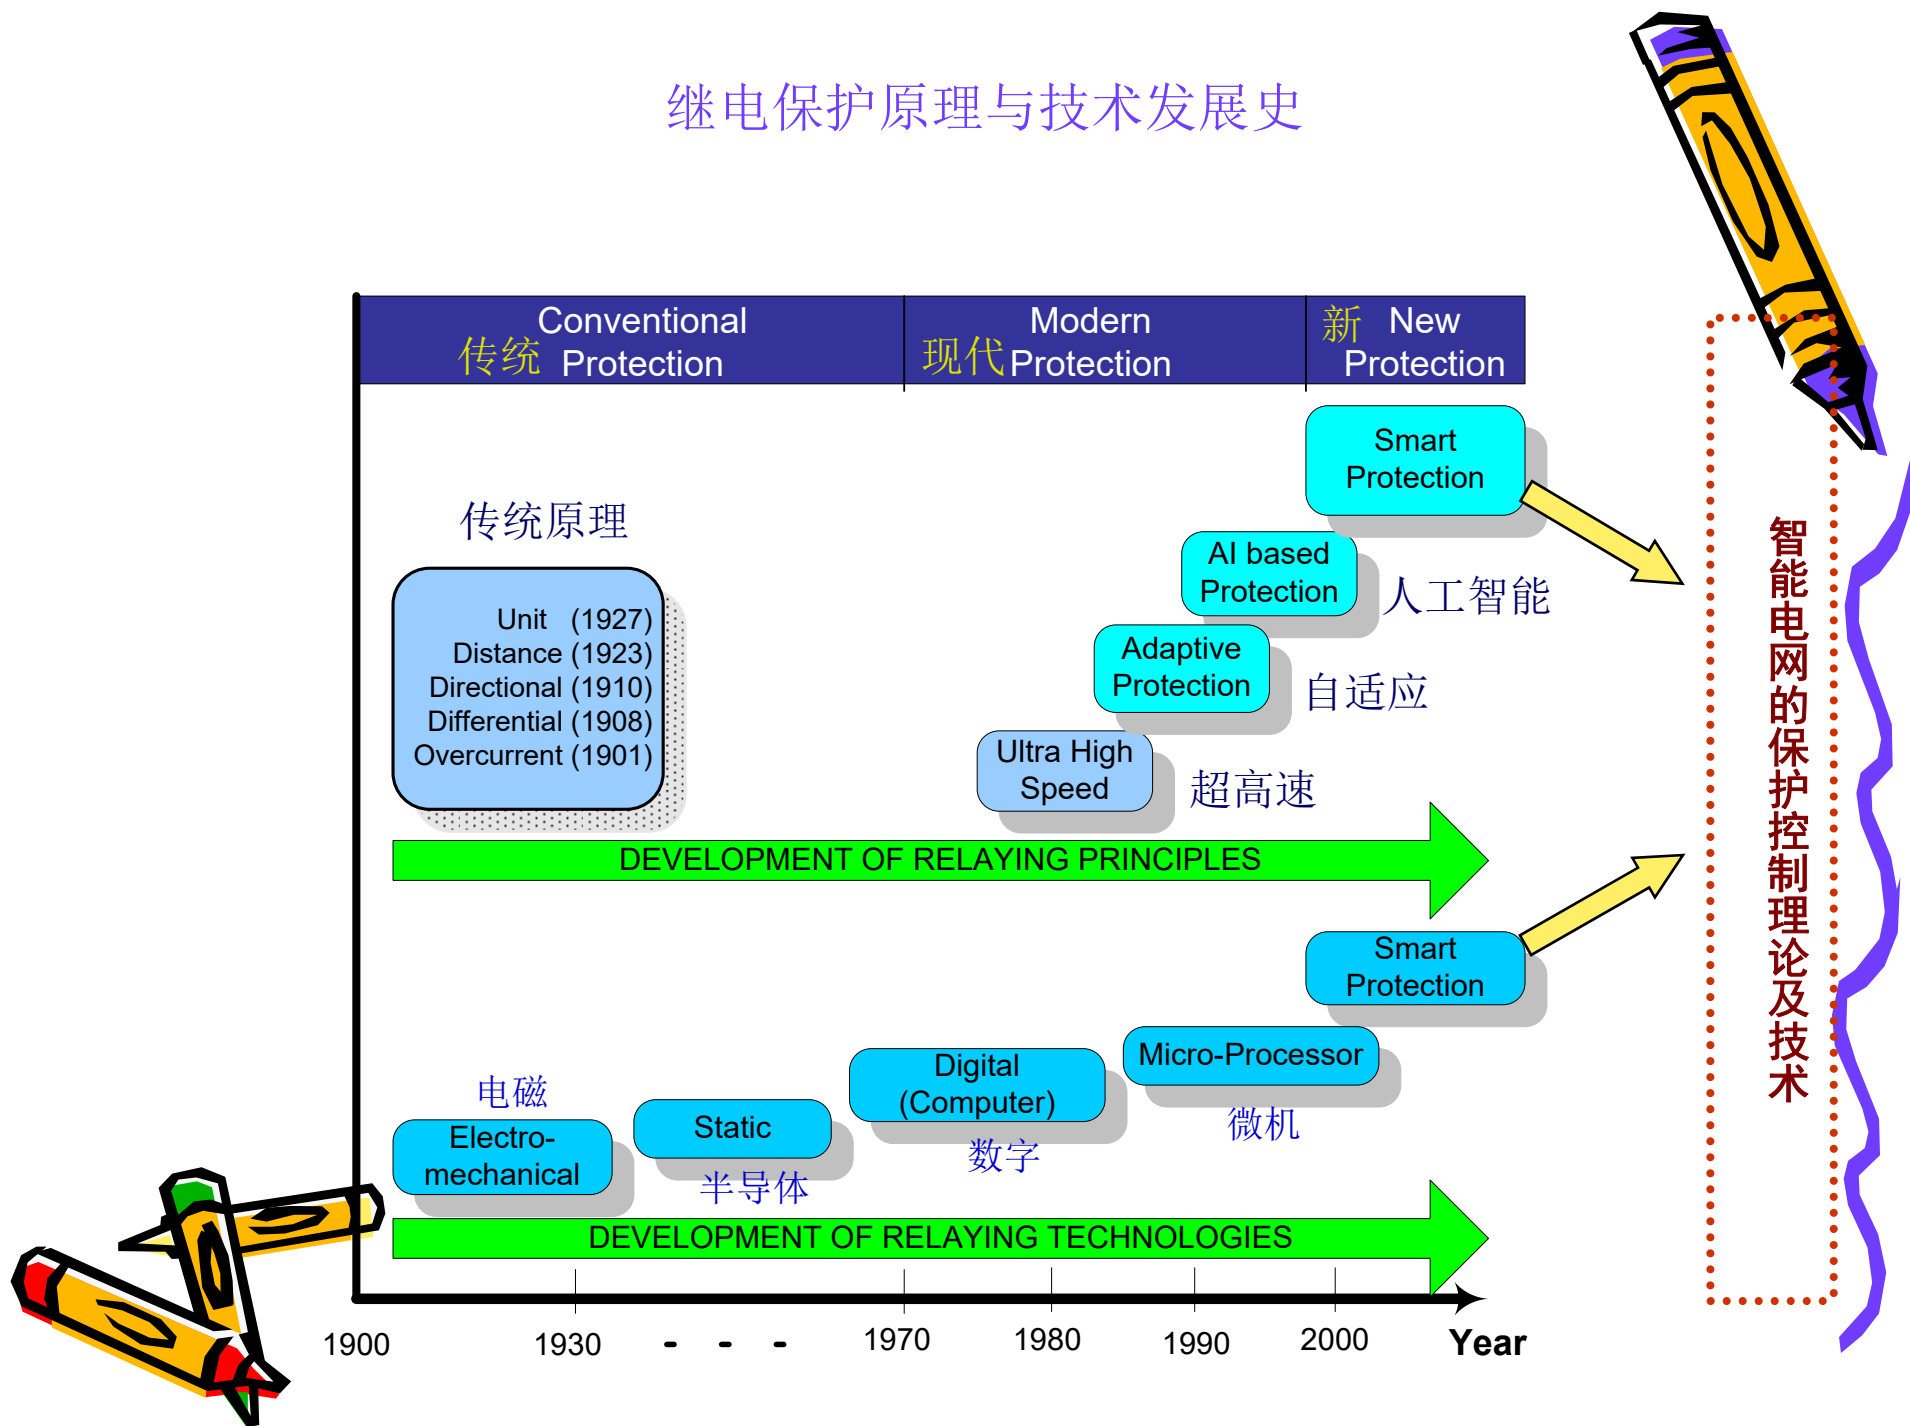 继电保护原理与技术发展史
Conventional
传统 Protection
Modern
现代 Protection
新 New
Protection
Smart
Protection
传统原理
AI based
Protection
人工智能
Unit (1927)
Distance (1923)
Directional (1910)
Differential (1908)
Overcurrent (1901)
Adaptive
Protection
自适应
Ultra High
Speed
超高速
DEVELOPMENT OF RELAYING PRINCIPLES
Smart
Protection
Micro-Processor
微机
Digital
(Computer)
数字
Static
半导体
电磁
Electro-
mechanical
DEVELOPMENT OF RELAYING TECHNOLOGIES
1900 1930 - - - 1970 1980 1990 2000 Year
智能电网的保护控制理论及技术